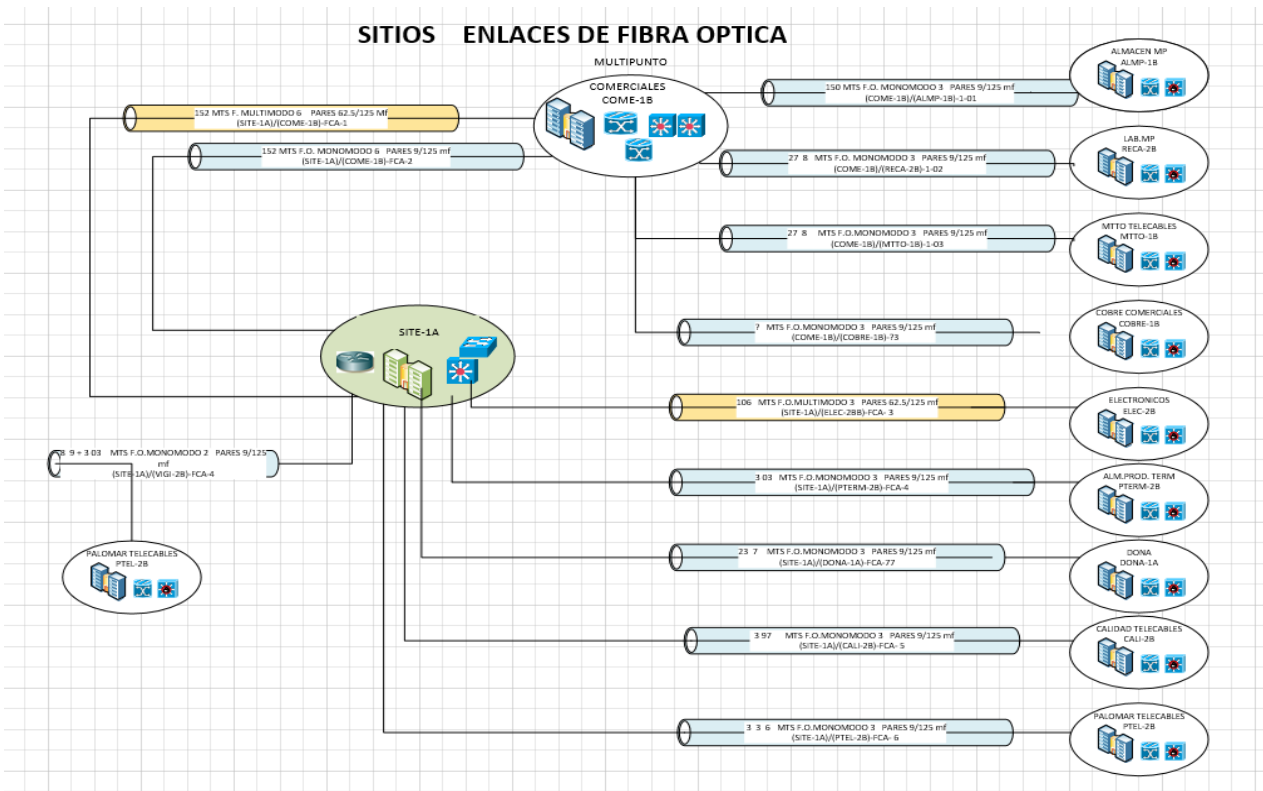 SITIOS ENLACES DE FIBRA OPTICA
MULTIPUNTO
COMERCIALES
COME-1B
152 MTS F. MULTIMODO 6 PARES 62.5/125 Mf
(SITE-1A)/(COME-1B)-FCA-1
152 MTS F.O. MONOMODO 6 PARES 9/125 mf
(SITE-1A)/(COME-1B)-FCA-2
150 MTS F.O. MONOMODO 3 PARES 9/125 mf
(COME-1B)/(ALMP-1B)-1-01
ALMACEN MP
ALMP-1B
27 8 MTS F.O. MONOMODO 3 PARES 9/125 mf
(COME-1B)/(RECA-2B)-1-02
LAB.MP
RECA-2B
27 8 MTS F.O.MONOMODO 3 PARES 9/125 mf
(COME-1B)/(MTTO-1B)-1-03
MTTO TELECABLES
MTTO-1B
? MTS F.O.MONOMODO 3 PARES 9/125 mf
(COME-1B)/(COBRE-1B)-?3
COBRE COMERCIALES
COBRE-1B
SITE-1A
106 MTS F.O.MULTIMODO 3 PARES 62.5/125 mf
(SITE-1A)/(ELEC-2BB)-FCA- 3
ELECTRONICOS
ELEC-2B
8 9 + 3 03 MTS F.O.MONOMODO 2 PARES 9/125
mf
(SITE-1A)/(VIGI-2B)-FCA-4
3 03 MTS F.O.MONOMODO 3 PARES 9/125 mf
(SITE-1A)/(PTERM-2B)-FCA-4
ALM.PROD. TERM
PTERM-2B
PALOMAR TELECABLES
PTEL-2B
23 7 MTS F.O.MONOMODO 3 PARES 9/125 mf
(SITE-1A)/(DONA-1A)-FCA-77
DONA
DONA-1A
3 97 MTS F.O.MONOMODO 3 PARES 9/125 mf
(SITE-1A)/(CALI-2B)-FCA- 5
CALIDAD TELECABLES
CALI-2B
3 3 6 MTS F.O.MONOMODO 3 PARES 9/125 mf
(SITE-1A)/(PTEL-2B)-FCA- 6
PALOMAR TELECABLES
PTEL-2B